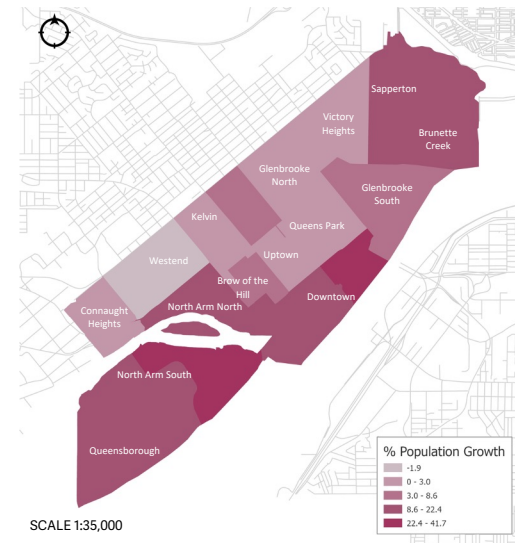 Sapperton
Victory
Heights
Brunette
Creek
Glenbrooke
North
Glenbrooke
South
Kelvin
Queens Park
Uptown
Westend
Brow of the
Hill
Downtown
North Arm North
Connaught
Heights
North Arm South
Queensborough
% Population Growth
-1.9
0 - 3.0
3.0 - 8.6
8.6 - 22.4
22.4 - 41.7
SCALE 1:35,000